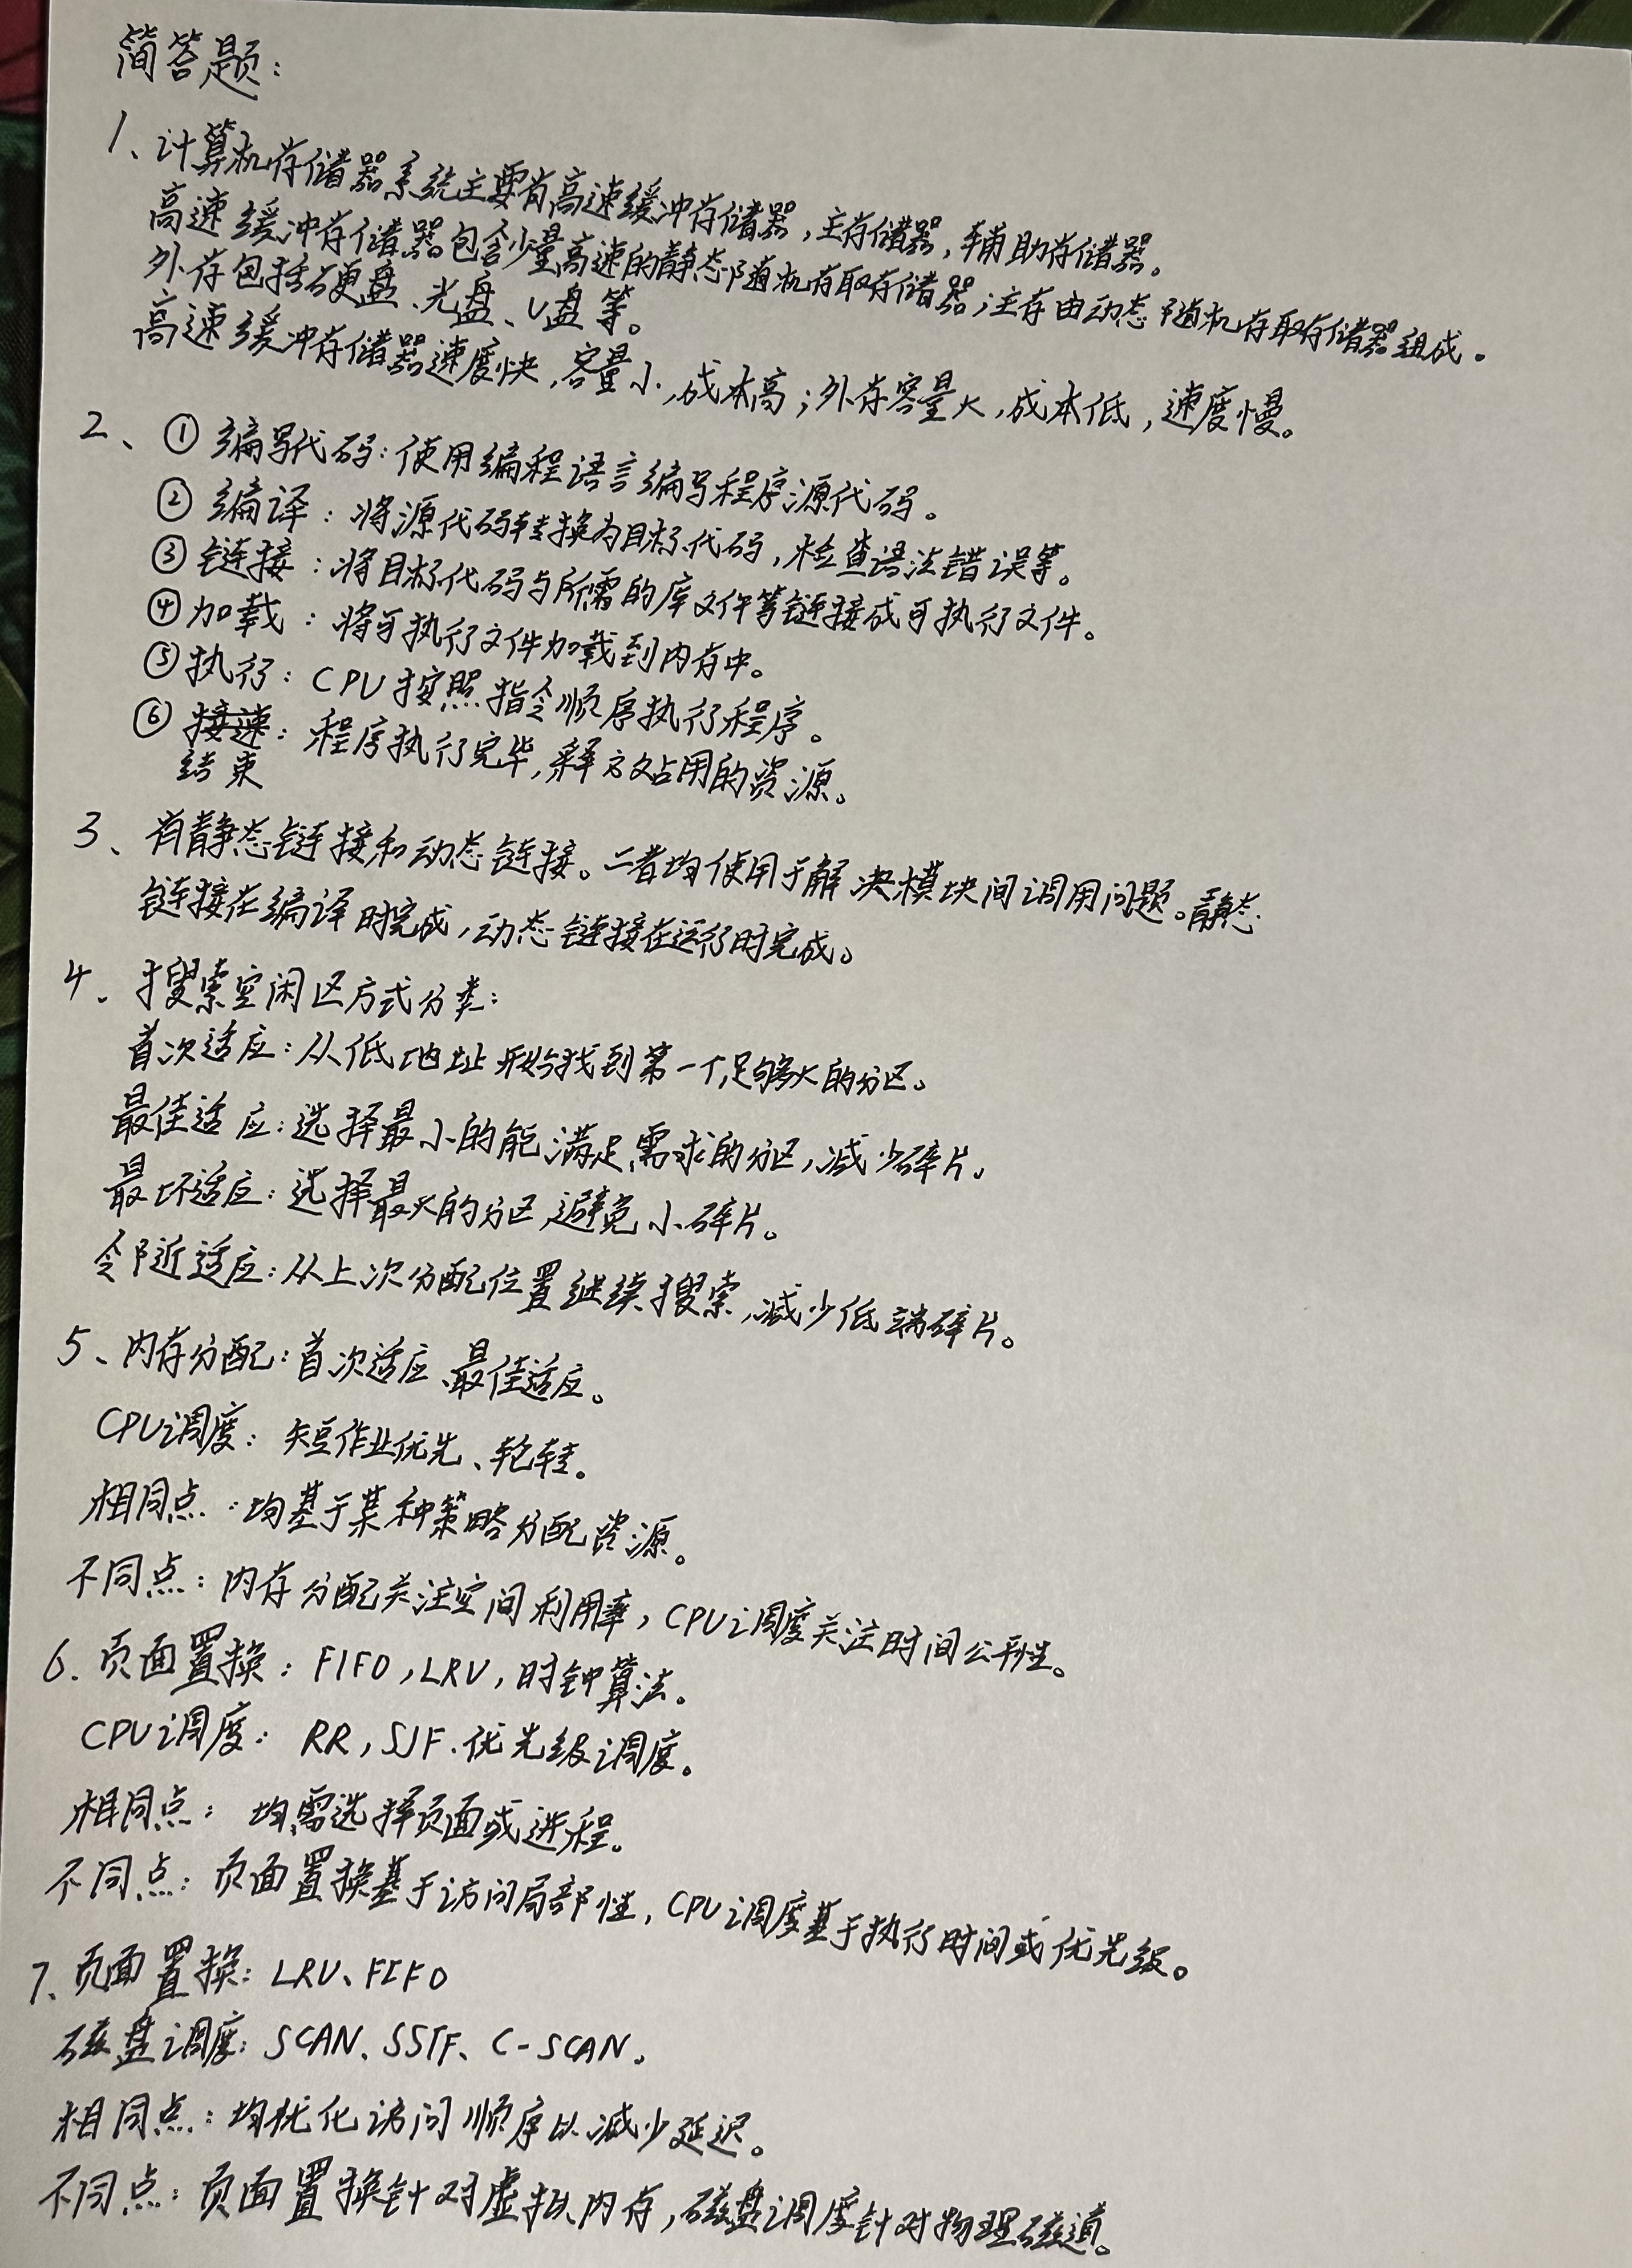 简答题:
1、计算机存储器系统主要有高速缓冲存储器,主存储器,辅助存储器。
高速缓冲存储器包含少量高速的静态随机存取存储器;主存由动态随机存取存储器组成.
外存包括硬盘、光盘、U盘等。
高速缓冲存储器速度快,容量小,成本高;外存容量大,成本低,速度慢。
2、① 编写代码:使用编程语言编写程序源代码。
② 编译:将源代码转换为目标代码,检查语法错误等。
③ 链接:将目标代码与所需的库文件等链接成可执行文件。
④ 加载:将可执行文件加载到内存中。
⑤ 执行:CPU按照指令顺序执行程序。
⑥ 接速:程序执行完毕,释放占用的资源。
结束
3、有静态链接和动态链接。二者均使用于解决模块间调用问题。静态
链接在编译时完成,动态链接在运行时完成。
4、搜索空闲区方式分类:
首次适应:从低地址开始找到第一个足够大的分区。
最佳适应:选择最小的能满足需求的分区,减少碎片。
最坏适应:选择最大的分区,避免小碎片。
邻近适应:从上次分配位置继续搜索,减少低端碎片。
5、内存分配:首次适应、最佳适应。
CPU调度:短作业优先、轮转。
相同点:均基于某种策略分配资源。
不同点:内存分配关注空间利用率,CPU调度关注时间公平性。
6.页面置换:FIFO,LRU,时钟算法。
CPU调度:RR,SJF.优先级调度。
相同点:均需选择页面或进程。
不同点:页面置换基于访问局部性,CPU调度基于执行时间或优先级。
7.页面置换:LRU、FIFO
磁盘调度:SCAN、SSTF、C-SCAN。
相同点:均优化访问顺序以减少延迟。
不同点:页面置换针对虚拟内存,磁盘调度针对物理磁道。